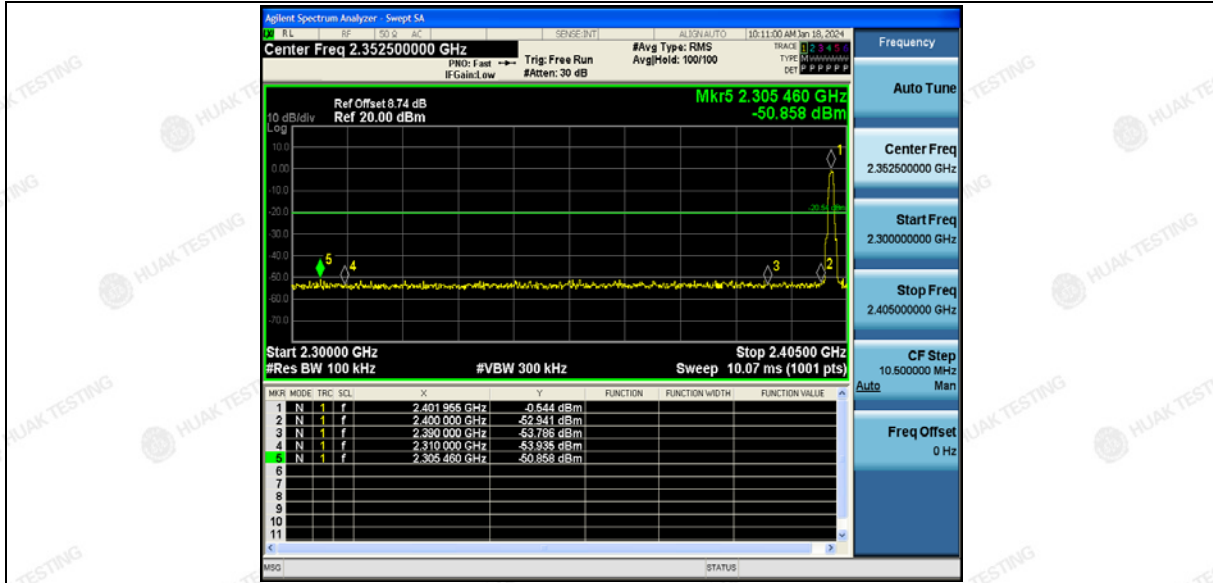 Agilent Spectrum Analyzer - Swept SA
RL RF 50 Ω AC SENSE:INT ALIGN AUTO 10:11:00 AM Jan 18, 2024
Center Freq 2.352500000 GHz
PNO: Fast
IFGain:Low
Trig: Free Run
#Atten: 30 dB
#Avg Type: RMS
Avg|Hold: 100/100
TRACE 1 2 3 4 5 6
TYPE M
DET P P P P P P
Mkr5 2.305 460 GHz
-50.858 dBm
Ref Offset 8.74 dB
10 dB/div Ref 20.00 dBm
Log
10.0
0.00
-10.0
-20.0
-30.0
-40.0
-50.0
-60.0
-70.0
-20.54 dBm
1
2
3
4
5
Start 2.30000 GHz Stop 2.40500 GHz
#Res BW 100 kHz #VBW 300 kHz Sweep 10.07 ms (1001 pts)
MKR MODE TRC SCL X Y FUNCTION FUNCTION WIDTH FUNCTION VALUE
1 N 1 f 2.401 955 GHz -0.544 dBm
2 N 1 f 2.400 000 GHz -52.941 dBm
3 N 1 f 2.390 000 GHz -53.786 dBm
4 N 1 f 2.310 000 GHz -53.935 dBm
5 N 1 f 2.305 460 GHz -50.858 dBm
6
7
8
9
10
11
MSG STATUS
Frequency
Auto Tune
Center Freq
2.352500000 GHz
Start Freq
2.300000000 GHz
Stop Freq
2.405000000 GHz
CF Step
10.500000 MHz
Auto Man
Freq Offset
0 Hz
HUAK TESTING